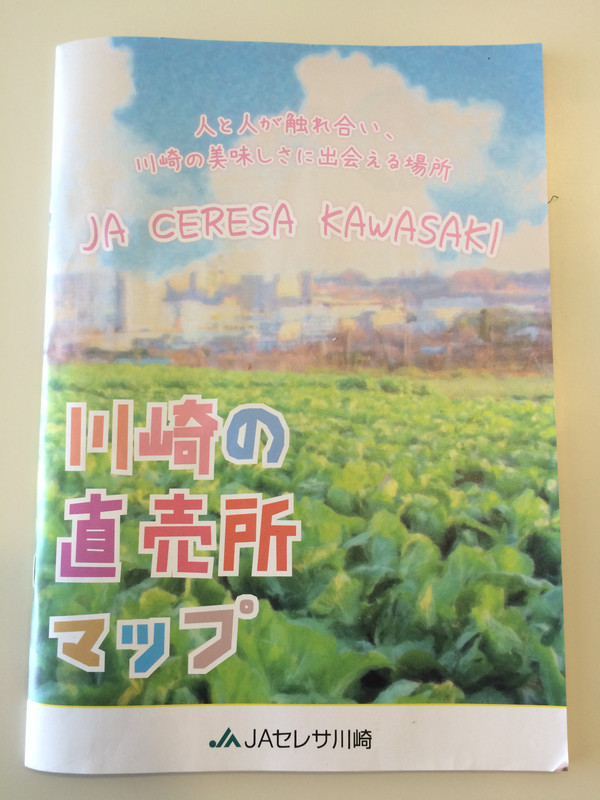 人と人が触れ合い、
川崎の美味しさに出会える場所
JA CERESA KAWASAKI
川崎の
直売所
マップ
JAセレサ川崎